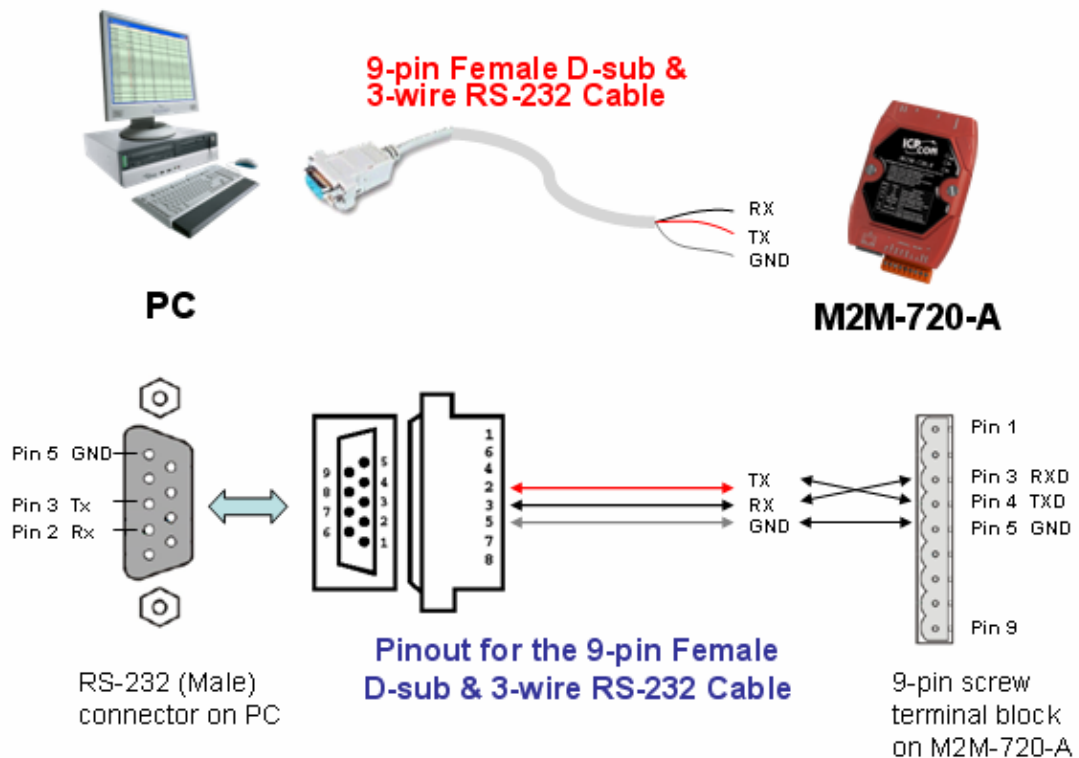 9-pin Female D-sub &
3-wire RS-232 Cable
RX
TX
GND
ICP
CON
M2M-720-A
PC
M2M-720-A
Pin 5 GND
Pin 3 Tx
Pin 2 Rx
9
8
7
6
5
4
3
2
1
1
6
4
2
3
5
7
8
TX
RX
GND
Pin 1
Pin 3 RXD
Pin 4 TXD
Pin 5 GND
Pin 9
RS-232 (Male)
connector on PC
Pinout for the 9-pin Female
D-sub & 3-wire RS-232 Cable
9-pin screw
terminal block
on M2M-720-A